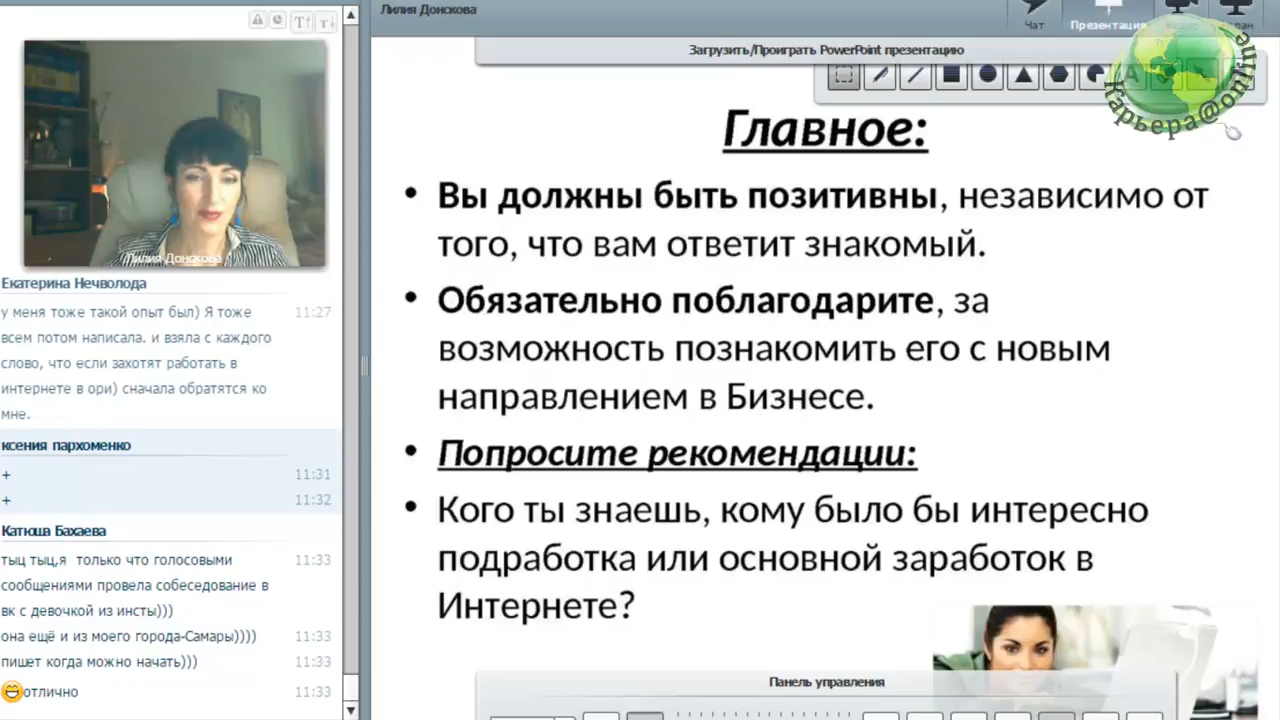 Лилия Донскова
Чат
Презентация
Загрузить/Проиграть PowerPoint презентацию
Карьера@online
Главное:
• Вы должны быть позитивны, независимо от
того, что вам ответит знакомый.
• Обязательно поблагодарите, за
возможность познакомить его с новым
направлением в Бизнесе.
• Попросите рекомендации:
• Кого ты знаешь, кому было бы интересно
подработка или основной заработок в
Интернете?
Панель управления
Лилия Донскова
Екатерина Нечволода
у меня тоже такой опыт был) Я тоже 11:27
всем потом написала. и взяла с каждого
слово, что если захотят работать в
интернете в ори) сначала обратятся ко
мне.
ксения пархоменко
+ 11:31
+ 11:32
Катюшв Бахаева
тыц тыц,я только что голосовыми 11:33
сообщениями провела собеседование в
вк с девочкой из инсты)))
она ещё и из моего города-Самары)))) 11:33
пишет когда можно начать))) 11:33
отлично 11:33